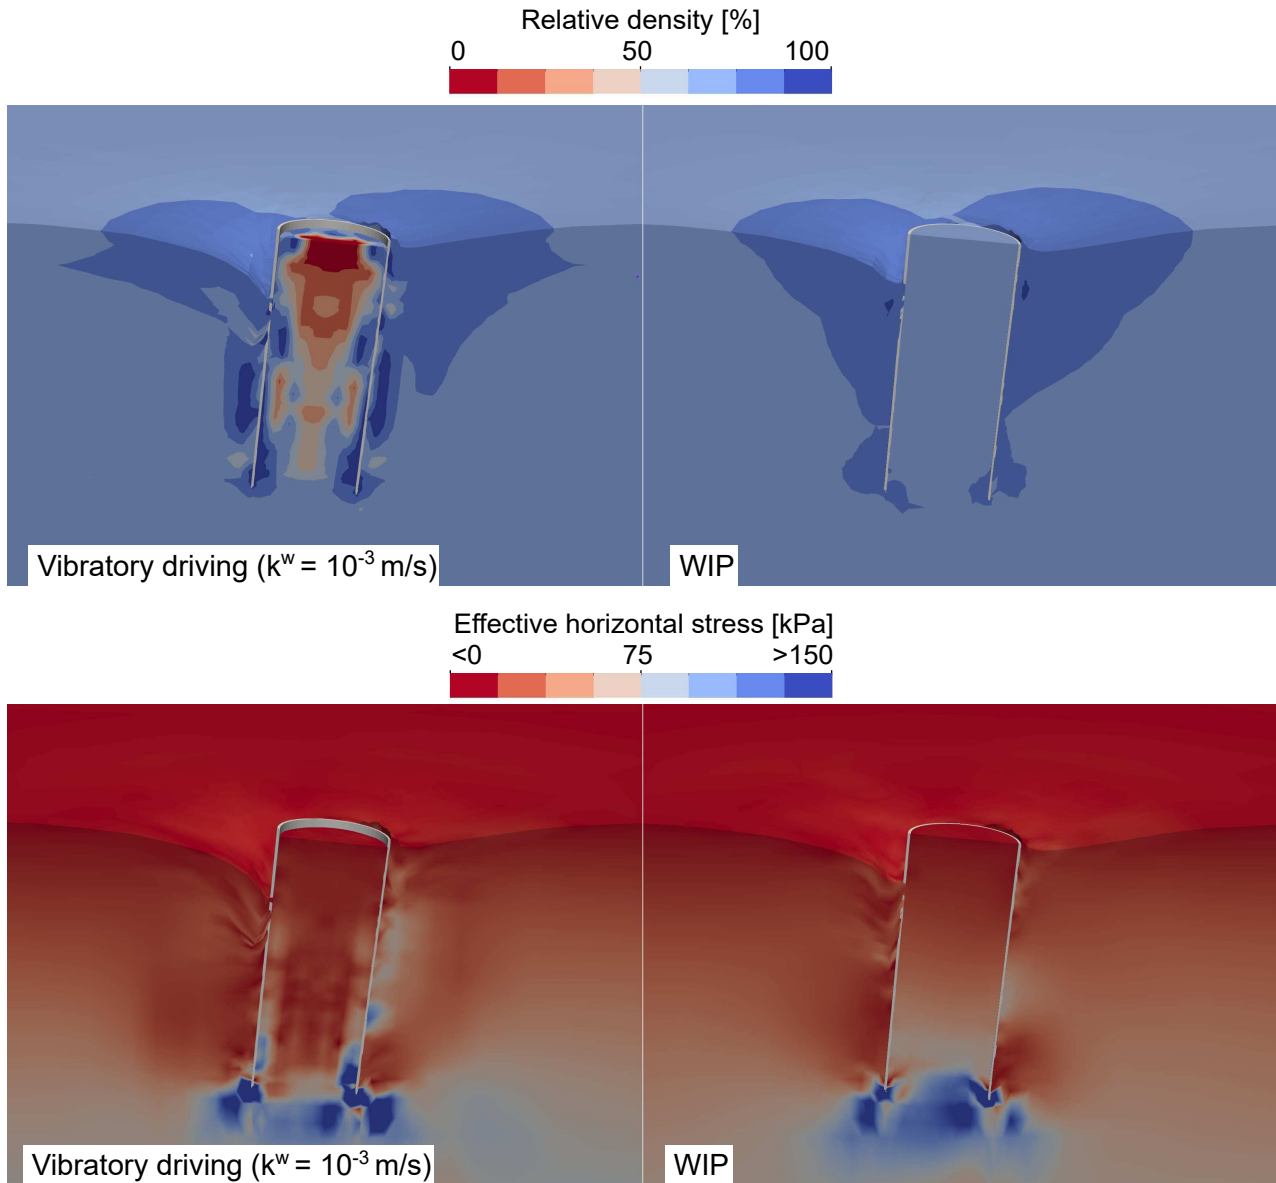 Relative density [%]
0 50 100
Vibratory driving (kʷ = 10⁻³ m/s)
WIP
Effective horizontal stress [kPa]
<0 75 >150
Vibratory driving (kʷ = 10⁻³ m/s)
WIP